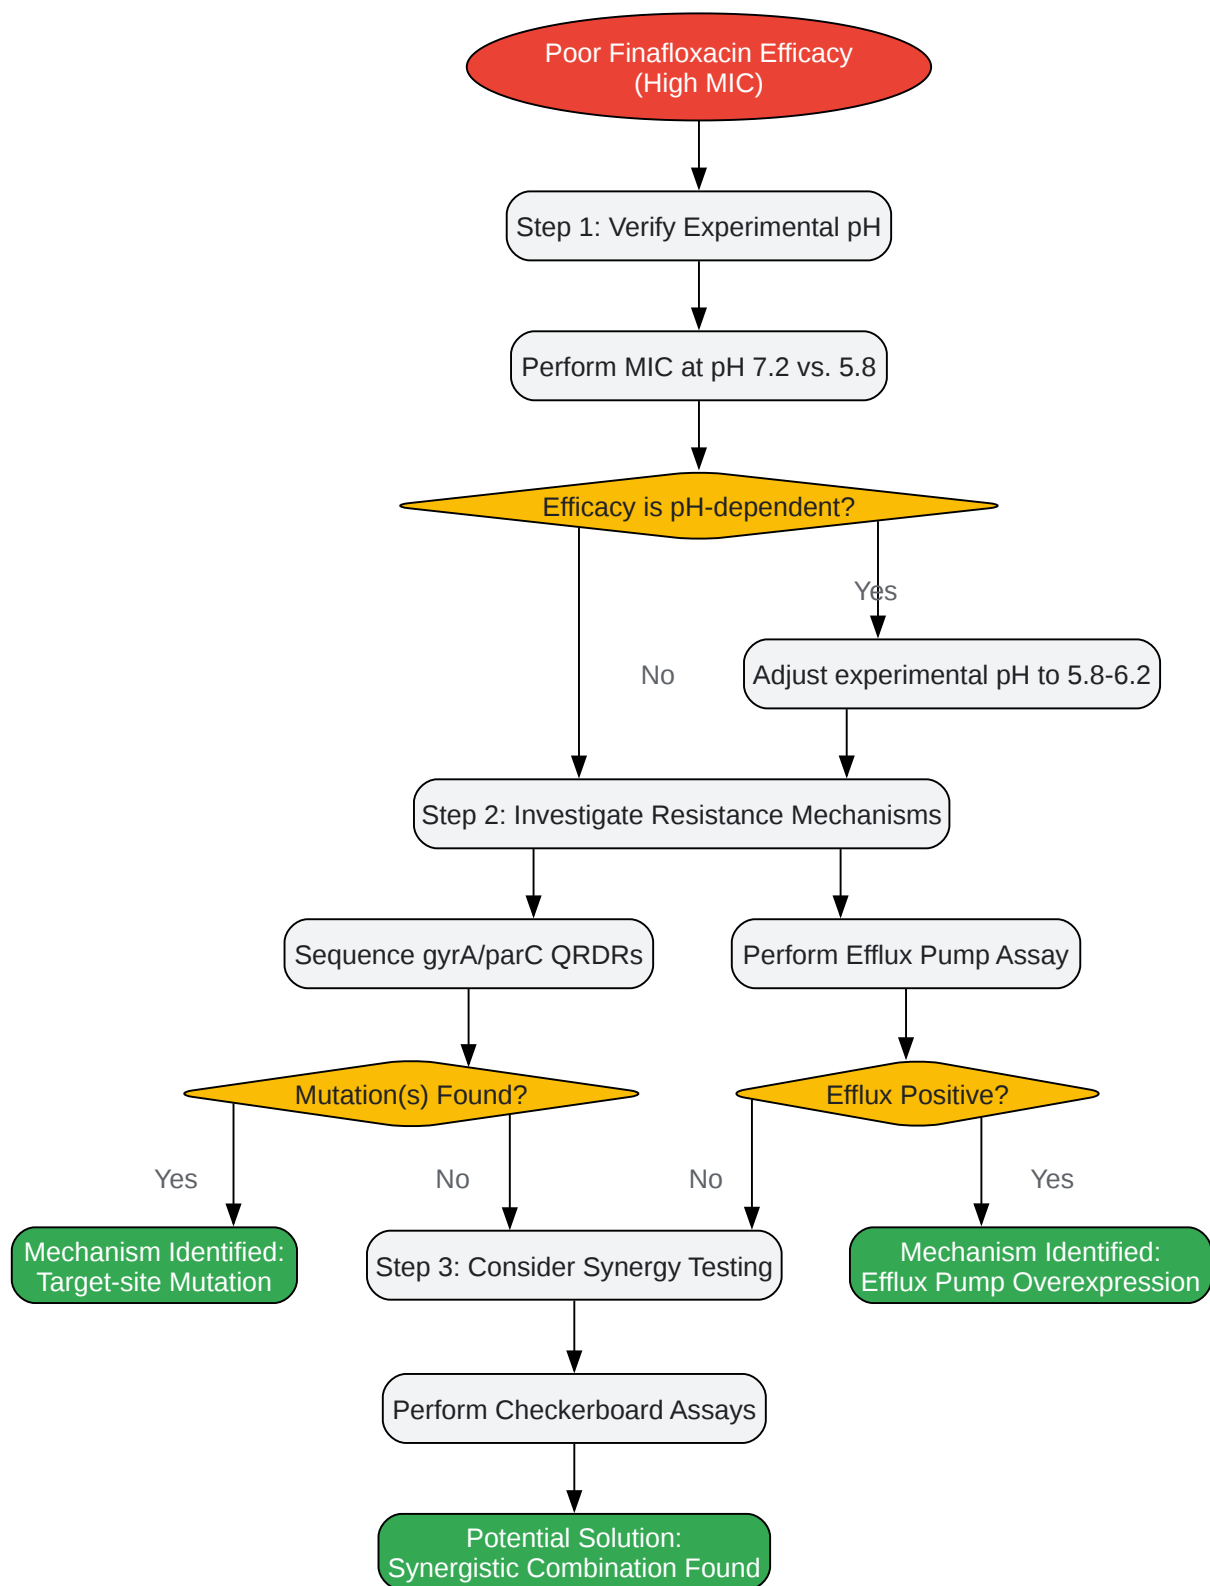 Poor Finafloxacin Efficacy
(High MIC)
Step 1: Verify Experimental pH
Perform MIC at pH 7.2 vs. 5.8
Efficacy is pH-dependent?
Yes
No
Adjust experimental pH to 5.8-6.2
Step 2: Investigate Resistance Mechanisms
Sequence gyrA/parC QRDRs
Perform Efflux Pump Assay
Mutation(s) Found?
Efflux Positive?
Yes
No
No
Yes
Mechanism Identified:
Target-site Mutation
Step 3: Consider Synergy Testing
Mechanism Identified:
Efflux Pump Overexpression
Perform Checkerboard Assays
Potential Solution:
Synergistic Combination Found